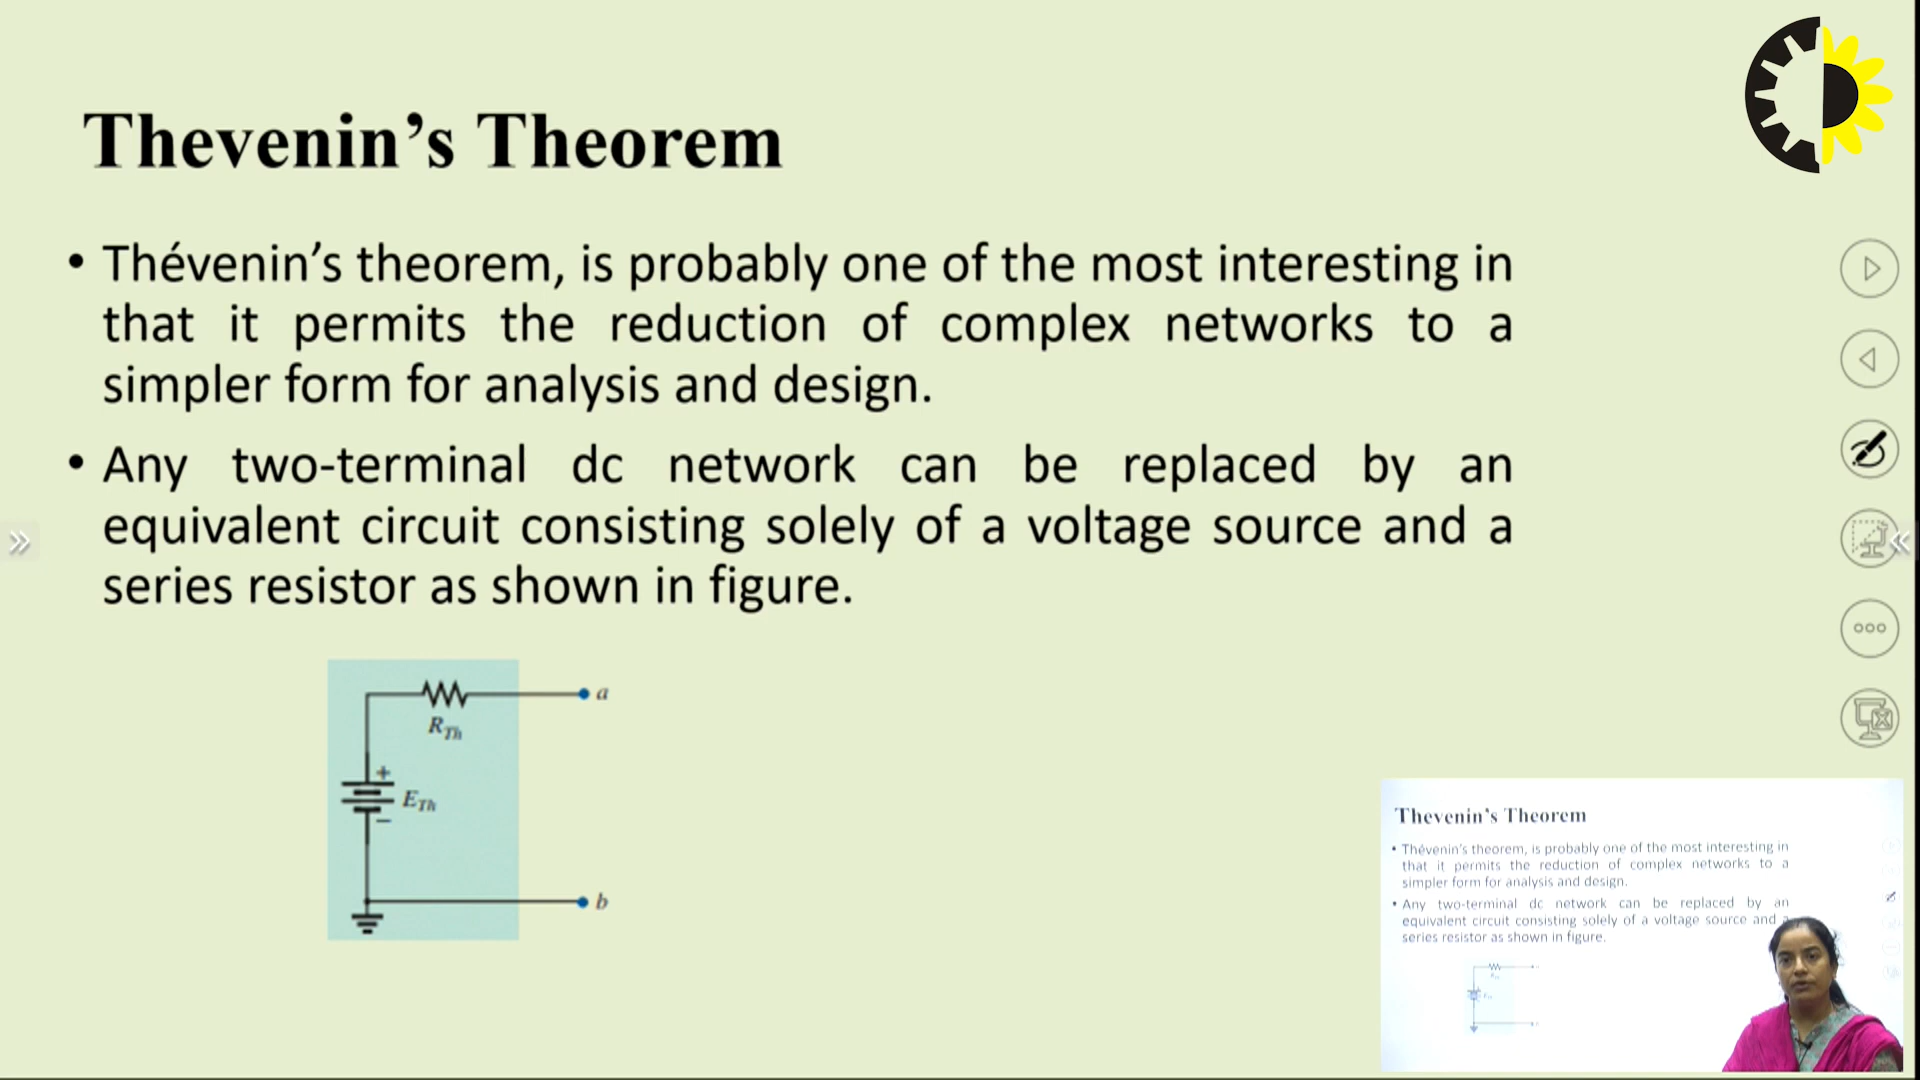 Thevenin’s Theorem
• Thévenin’s theorem, is probably one of the most interesting in
that it permits the reduction of complex networks to a
simpler form for analysis and design.
• Any two-terminal dc network can be replaced by an
equivalent circuit consisting solely of a voltage source and a
series resistor as shown in figure.
a
RTh
+
ETh
−
b
Thevenin’s Theorem
• Thévenin’s theorem, is probably one of the most interesting in
that it permits the reduction of complex networks to a
simpler form for analysis and design.
• Any two-terminal dc network can be replaced by an
equivalent circuit consisting solely of a voltage source and a
series resistor as shown in figure.